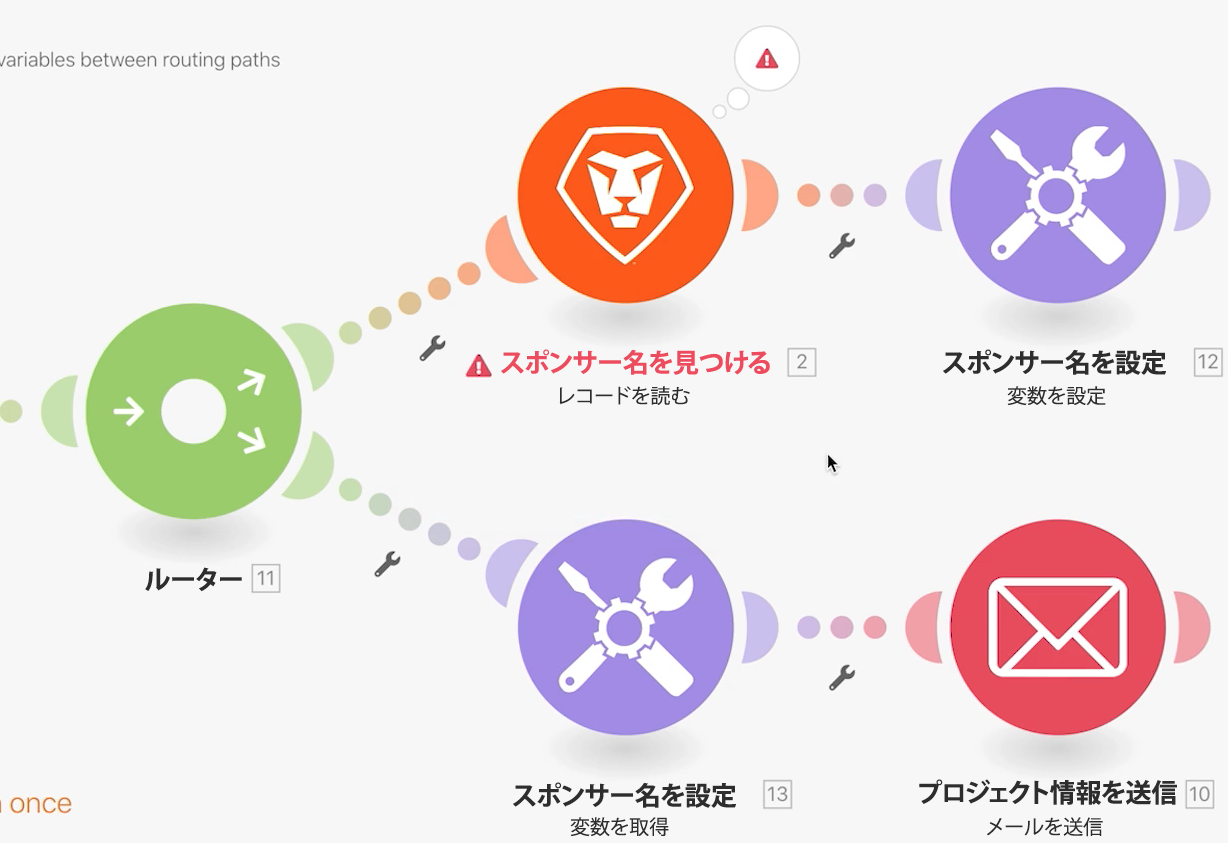 variables between routing paths
スポンサー名を見つける 2
レコードを読む
スポンサー名を設定 12
変数を設定
ルーター 11
スポンサー名を設定 13
変数を取得
プロジェクト情報を送信 10
メールを送信
once